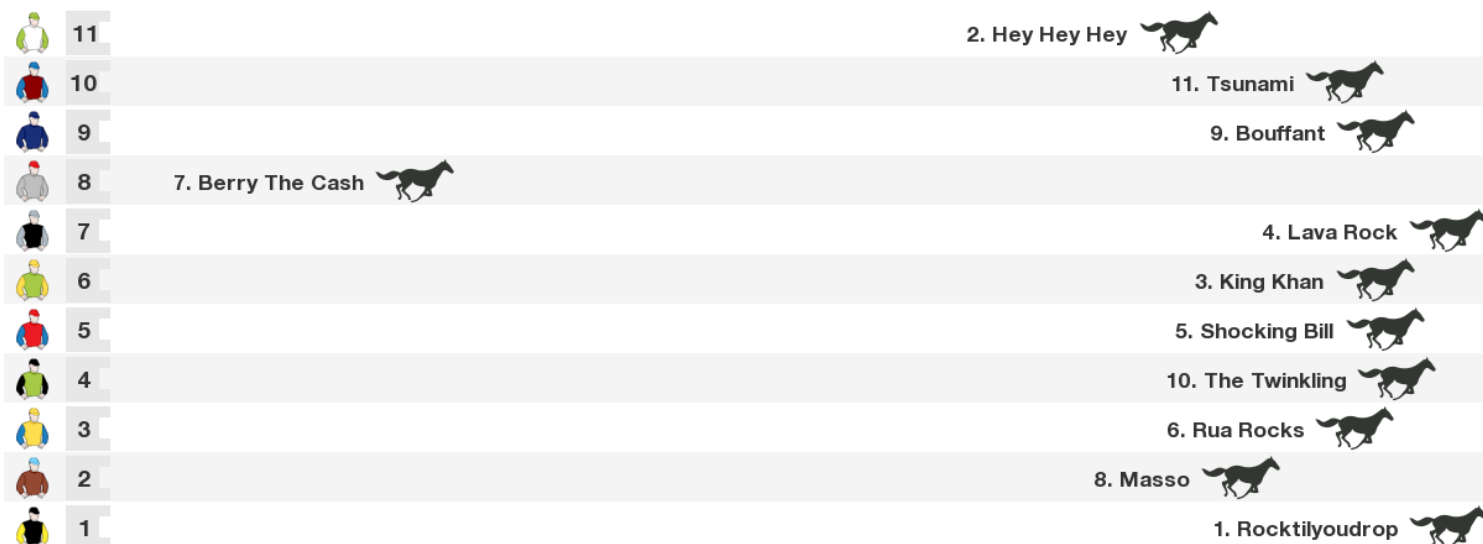 11 2. Hey Hey Hey
10 11. Tsunami
9 9. Bouffant
8 7. Berry The Cash
7 4. Lava Rock
6 3. King Khan
5 5. Shocking Bill
4 10. The Twinkling
3 6. Rua Rocks
2 8. Masso
1 1. Rocktilyoudrop